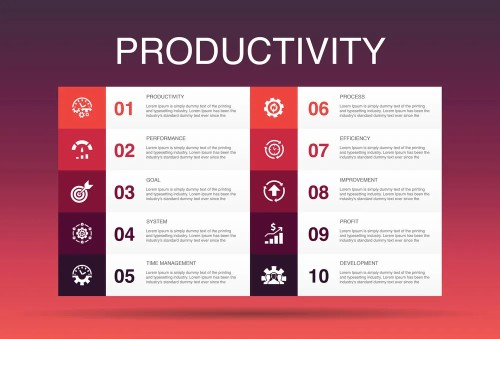 PRODUCTIVITY
01
PRODUCTIVITY
Lorem Ipsum is simply dummy text of the printing
and typesetting industry. Lorem Ipsum has been the
industry's standard dummy text ever since the
02
PERFORMANCE
Lorem Ipsum is simply dummy text of the printing
and typesetting industry. Lorem Ipsum has been the
industry's standard dummy text ever since the
03
GOAL
Lorem Ipsum is simply dummy text of the printing
and typesetting industry. Lorem Ipsum has been the
industry's standard dummy text ever since the
04
SYSTEM
Lorem Ipsum is simply dummy text of the printing
and typesetting industry. Lorem Ipsum has been the
industry's standard dummy text ever since the
05
TIME MANAGEMENT
Lorem Ipsum is simply dummy text of the printing
and typesetting industry. Lorem Ipsum has been the
industry's standard dummy text ever since the
06
PROCESS
Lorem Ipsum is simply dummy text of the printing
and typesetting industry. Lorem Ipsum has been the
industry's standard dummy text ever since the
07
EFFICIENCY
Lorem Ipsum is simply dummy text of the printing
and typesetting industry. Lorem Ipsum has been the
industry's standard dummy text ever since the
08
IMPROVEMENT
Lorem Ipsum is simply dummy text of the printing
and typesetting industry. Lorem Ipsum has been the
industry's standard dummy text ever since the
$
09
PROFIT
Lorem Ipsum is simply dummy text of the printing
and typesetting industry. Lorem Ipsum has been the
industry's standard dummy text ever since the
10
DEVELOPMENT
Lorem Ipsum is simply dummy text of the printing
and typesetting industry. Lorem Ipsum has been the
industry's standard dummy text ever since the